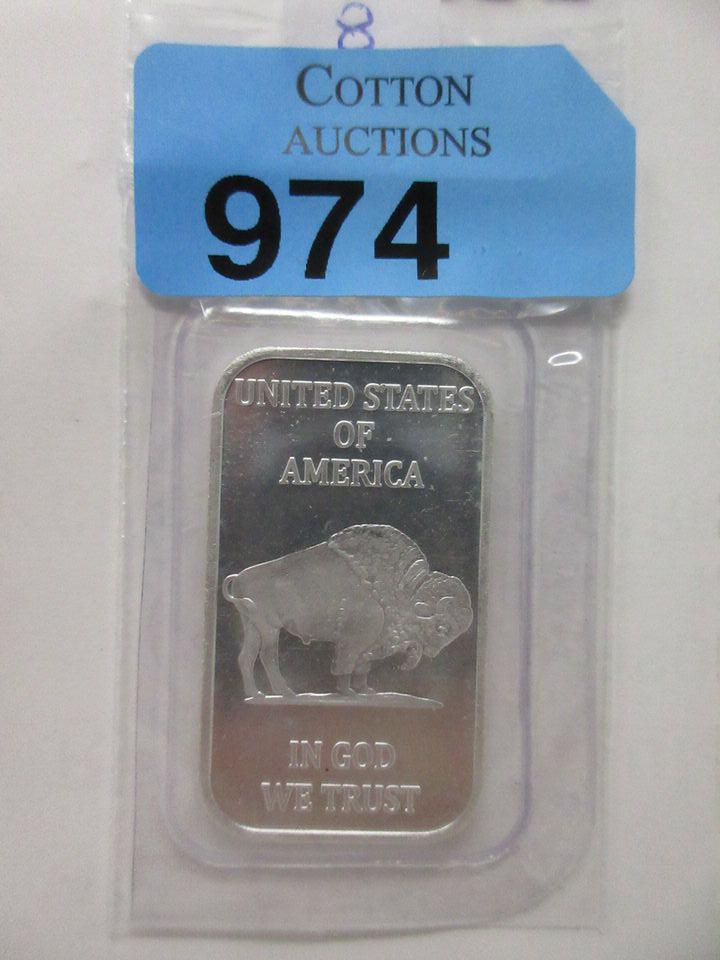 8
COTTON
AUCTIONS
974
UNITED STATES
OF
AMERICA
IN GOD
WE TRUST